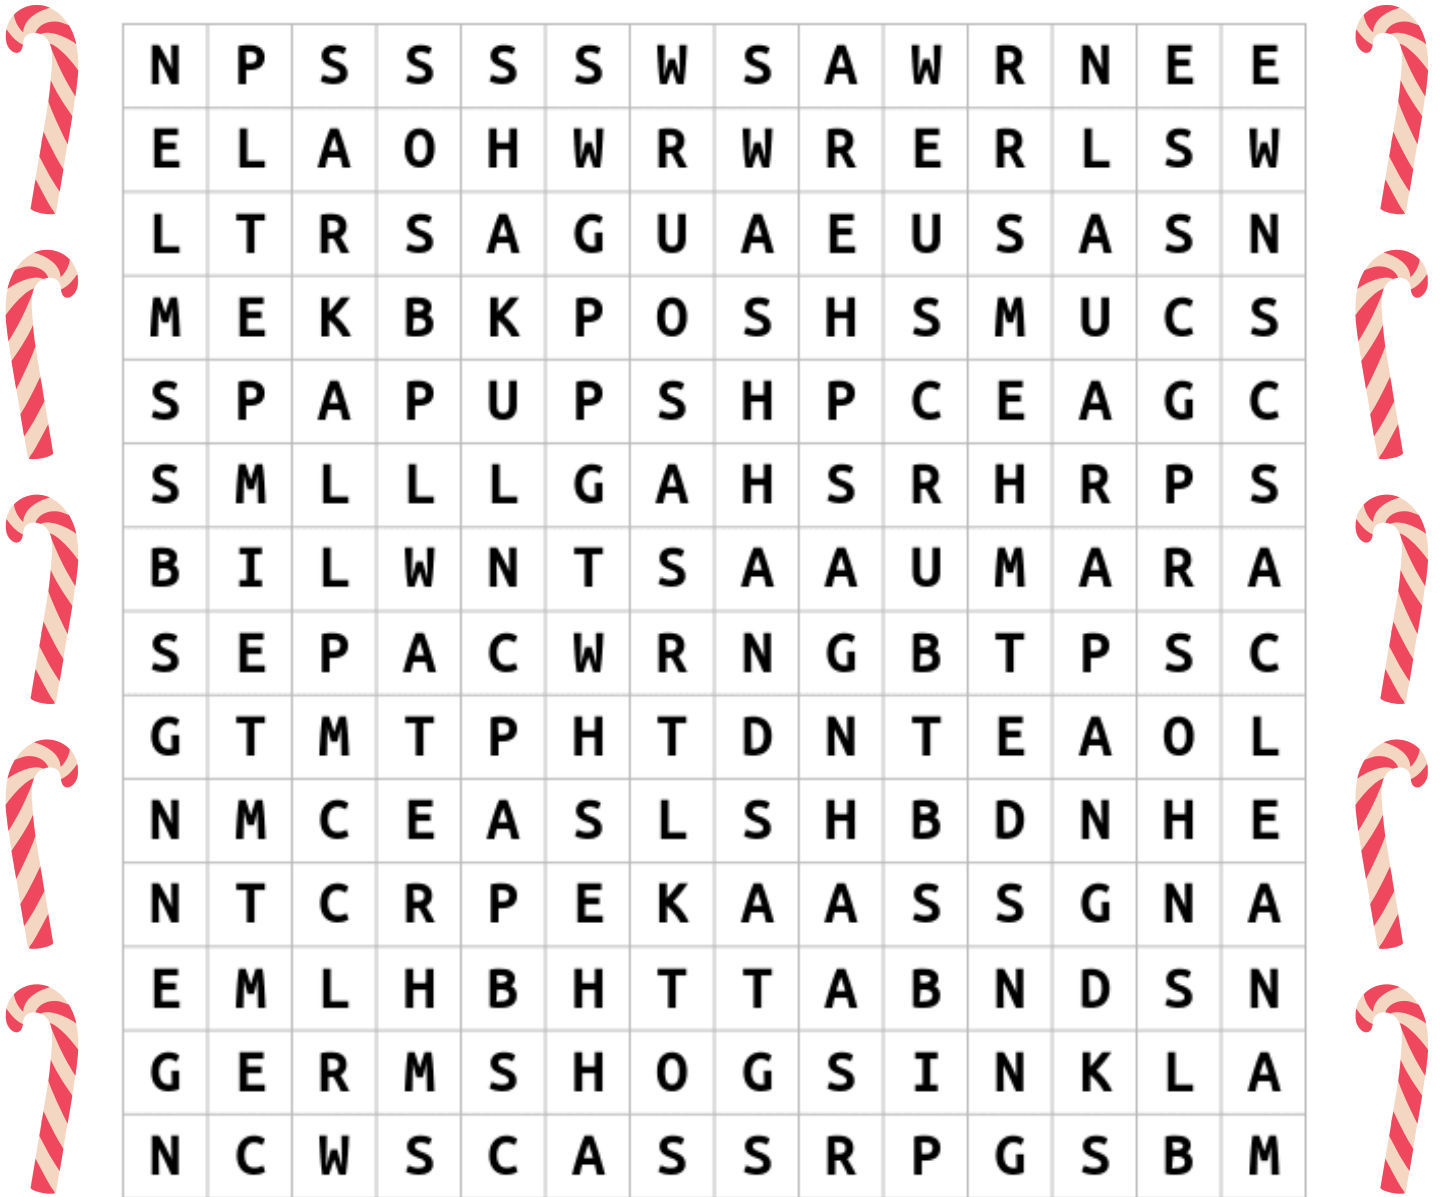 N P S S S S W S A W R N E E
E L A O H W R W R E R L S W
L T R S A G U A E U S A S N
M E K B K P O S H S M U C S
S P A P U P S H P C E A G C
S M L L L G A H S R H R P S
B I L W N T S A A U M A R A
S E P A C W R N G B T P S C
G T M T P H T D N T E A O L
N M C E A S L S H B D N H E
N T C R P E K A A S S G N A
E M L H B H T T A B N D S N
G E R M S H O G S I N K L A
N C W S C A S S R P G S B M